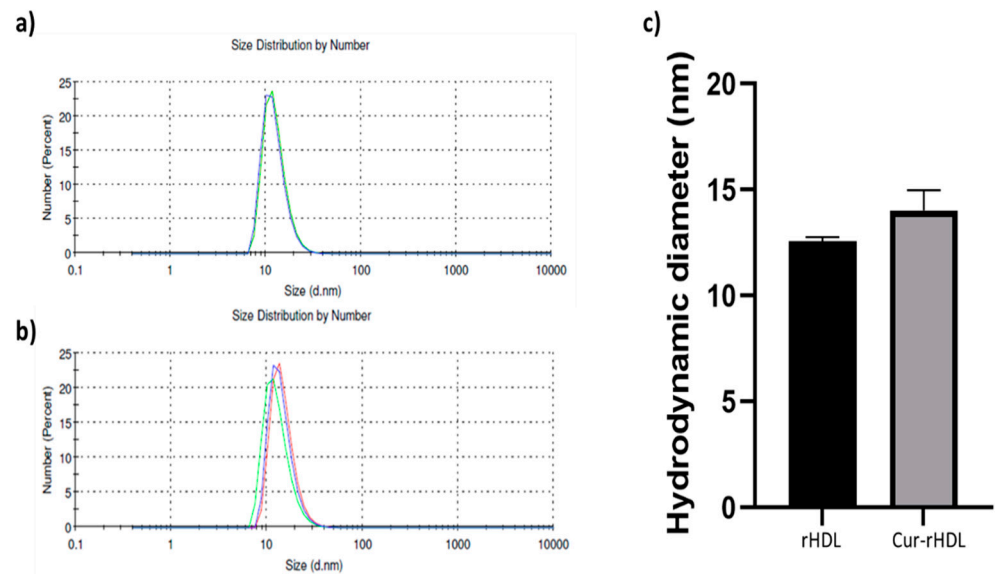 a)
Size Distribution by Number
Number (Percent)
25
20
15
10
5
0
0.1 1 10 100 1000 10000
Size (d.nm)
b)
Size Distribution by Number
Number (Percent)
25
20
15
10
5
0
0.1 1 10 100 1000 10000
Size (d.nm)
c)
Hydrodynamic diameter (nm)
20
15
10
5
0
rHDL Cur-rHDL